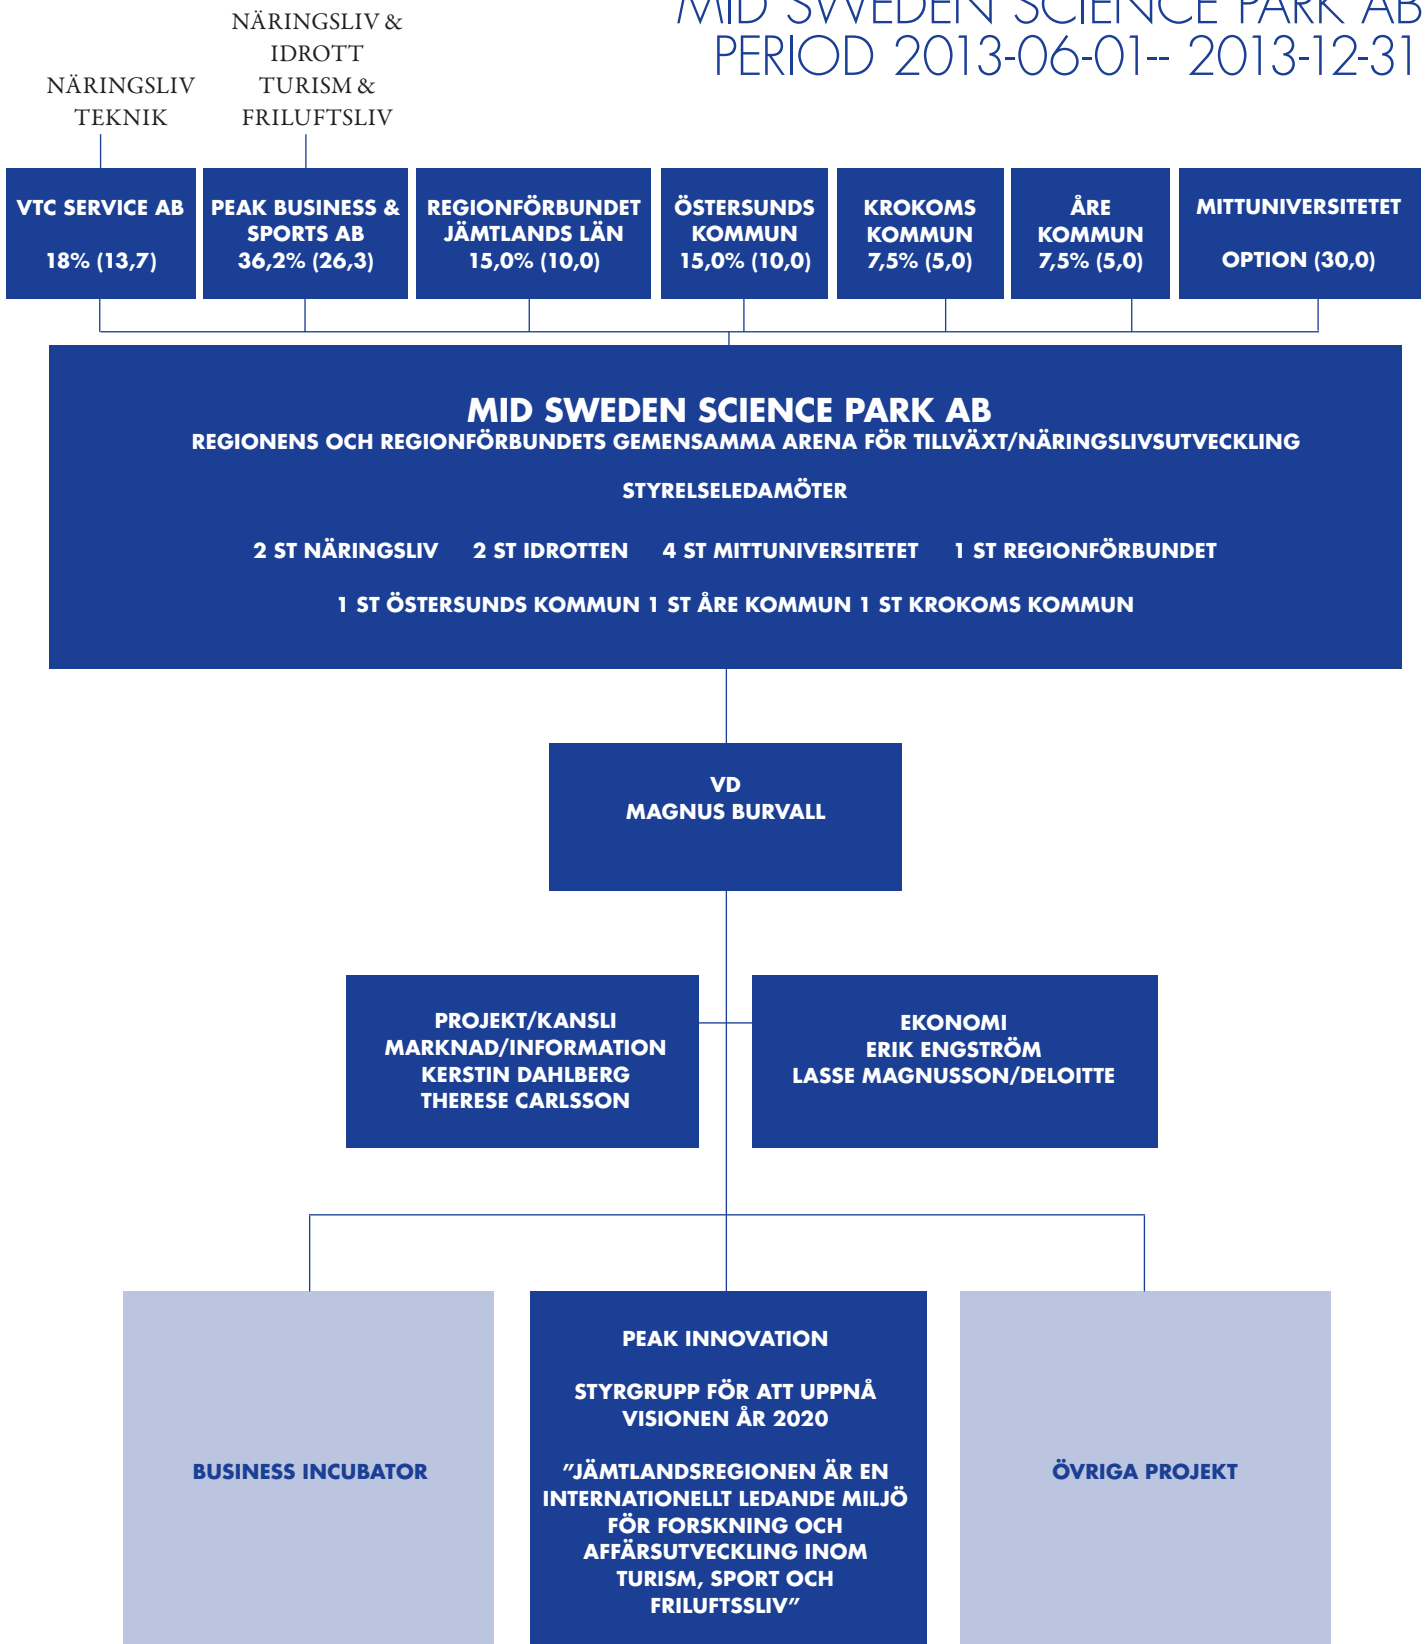 MID SWEDEN SCIENCE PARK AB
PERIOD 2013-06-01-- 2013-12-31
NÄRINGSLIV
TEKNIK
NÄRINGSLIV &
IDROTT
TURISM &
FRILUFTSLIV
VTC SERVICE AB
18% (13,7)
PEAK BUSINESS &
SPORTS AB
36,2% (26,3)
REGIONFÖRBUNDET
JÄMTLANDS LÄN
15,0% (10,0)
ÖSTERSUNDS
KOMMUN
15,0% (10,0)
KROKOMS
KOMMUN
7,5% (5,0)
ÅRE
KOMMUN
7,5% (5,0)
MITTUNIVERSITETET
OPTION (30,0)
MID SWEDEN SCIENCE PARK AB
REGIONENS OCH REGIONFÖRBUNDETS GEMENSAMMA ARENA FÖR TILLVÄXT/NÄRINGSLIVSUTVECKLING
STYRELSELEDAMÖTER
2 ST NÄRINGSLIV 2 ST IDROTTEN 4 ST MITTUNIVERSITETET 1 ST REGIONFÖRBUNDET
1 ST ÖSTERSUNDS KOMMUN 1 ST ÅRE KOMMUN 1 ST KROKOMS KOMMUN
VD
MAGNUS BURVALL
PROJEKT/KANSLI
MARKNAD/INFORMATION
KERSTIN DAHLBERG
THERESE CARLSSON
EKONOMI
ERIK ENGSTRÖM
LASSE MAGNUSSON/DELOITTE
BUSINESS INCUBATOR
PEAK INNOVATION
STYRGRUPP FÖR ATT UPPNÅ
VISIONEN ÅR 2020
"JÄMTLANDSREGIONEN ÄR EN
INTERNATIONELLT LEDANDE MILJÖ
FÖR FORSKNING OCH
AFFÄRSUTVECKLING INOM
TURISM, SPORT OCH
FRILUFTSSLIV"
ÖVRIGA PROJEKT